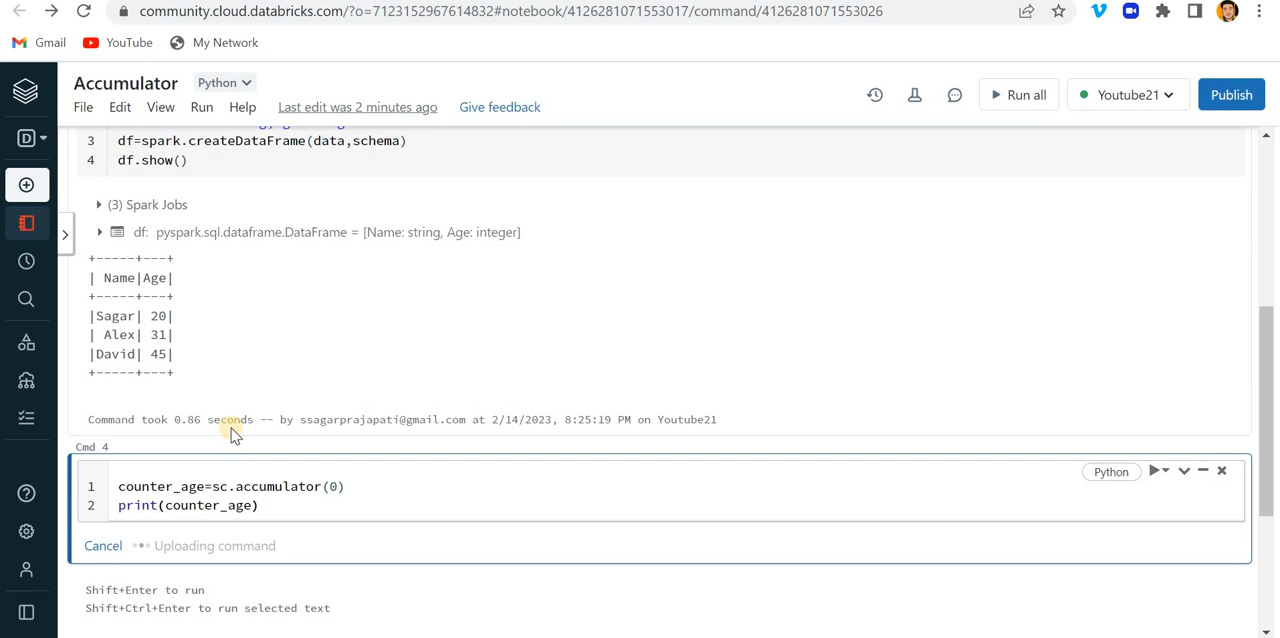 community.cloud.databricks.com/?o=7123152967614832#notebook/4126281071553017/command/4126281071553026
Gmail YouTube My Network
Accumulator Python
File Edit View Run Help Last edit was 2 minutes ago Give feedback
Run all Youtube21 Publish
D
3 df=spark.createDataFrame(data,schema)
4 df.show()
(3) Spark Jobs
df: pyspark.sql.dataframe.DataFrame = [Name: string, Age: integer]
+-----+---+
| Name|Age|
+-----+---+
|Sagar| 20|
| Alex| 31|
|David| 45|
+-----+---+
Command took 0.86 seconds -- by ssagarprajapati@gmail.com at 2/14/2023, 8:25:19 PM on Youtube21
Cmd 4
Python
1 counter_age=sc.accumulator(0)
2 print(counter_age)
Cancel Uploading command
Shift+Enter to run
Shift+Ctrl+Enter to run selected text